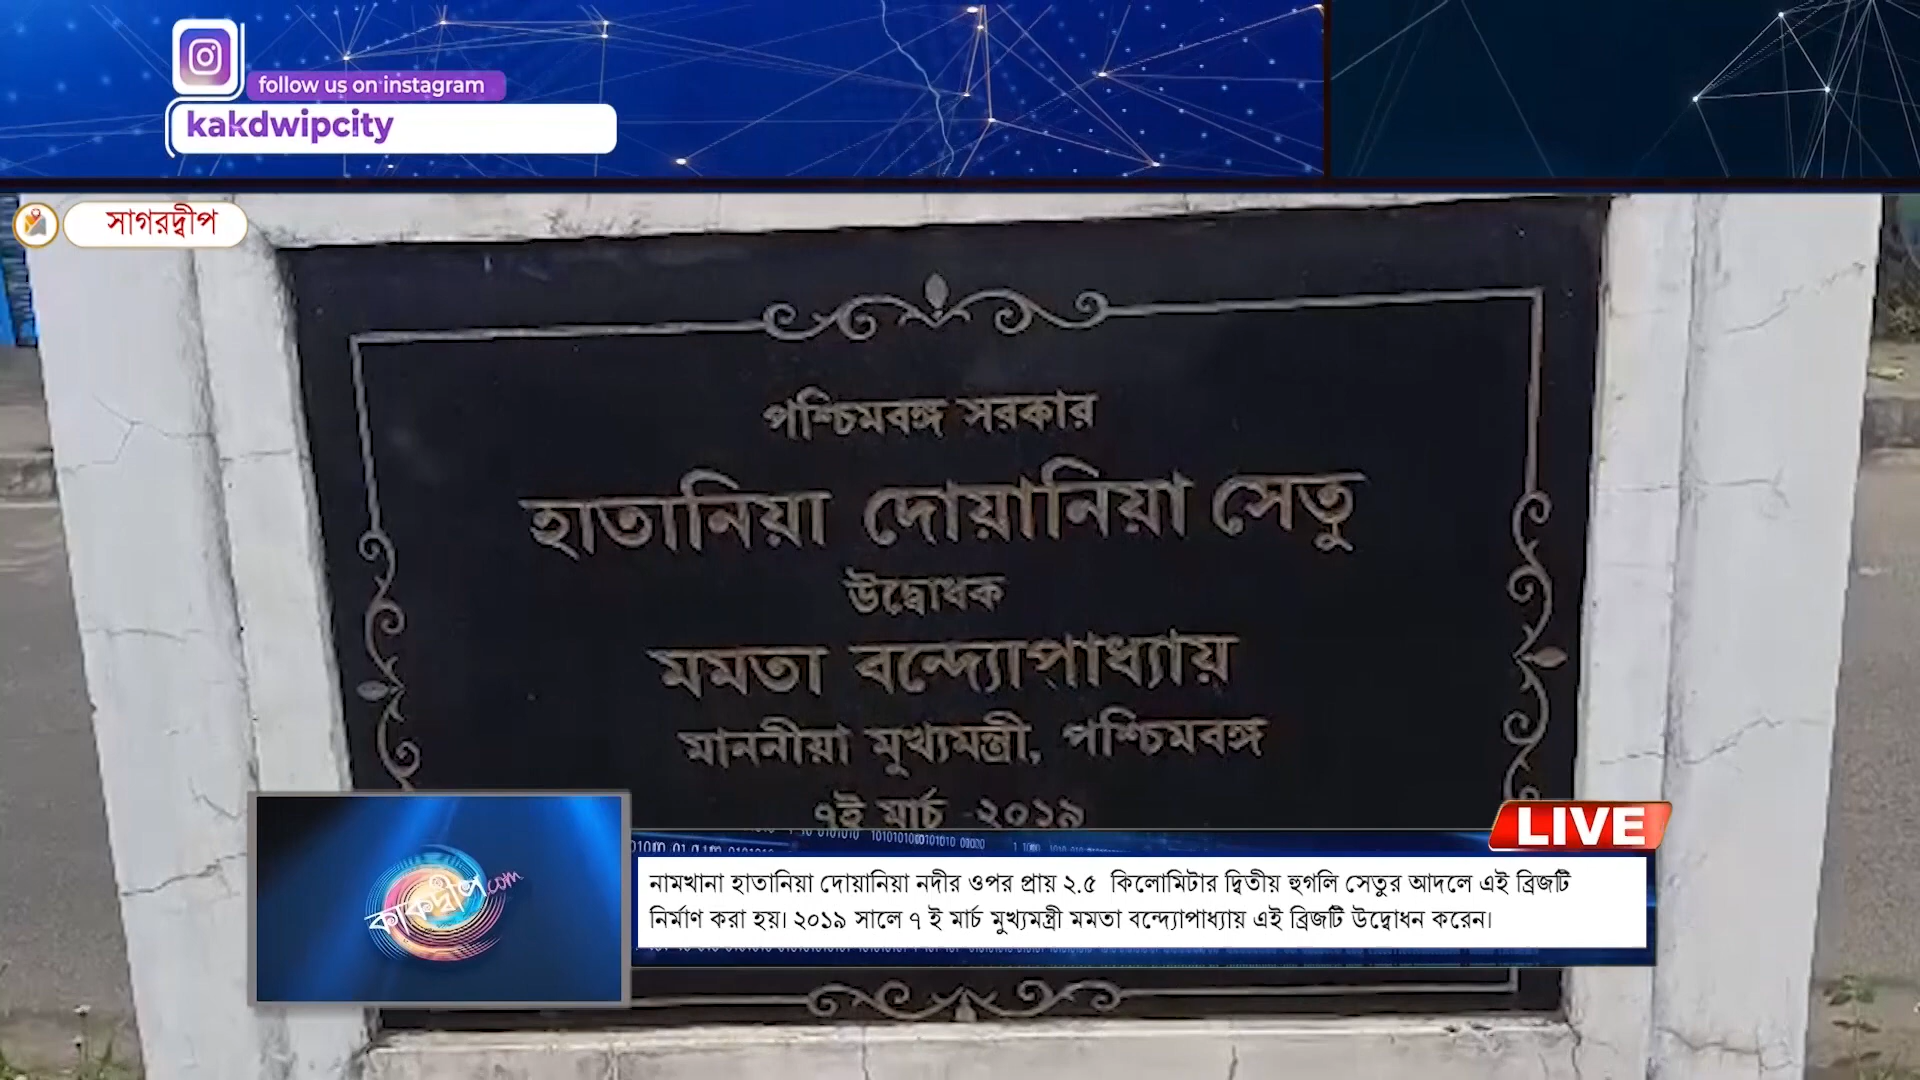 follow us on instagram
kakdwipcity
সাগরদ্বীপ
পশ্চিমবঙ্গ সরকার
হাতানিয়া দোয়ানিয়া সেতু
উদ্বোধক
মমতা বন্দ্যোপাধ্যায়
মাননীয়া মুখ্যমন্ত্রী, পশ্চিমবঙ্গ
৭ই মার্চ ২০১৯
LIVE
কাকদ্বীপ.com
নামখানা হাতানিয়া দোয়ানিয়া নদীর ওপর প্রায় ২.৫ কিলোমিটার দ্বিতীয় হুগলি সেতুর আদলে এই ব্রিজটি
নির্মাণ করা হয়। ২০১৯ সালে ৭ ই মার্চ মুখ্যমন্ত্রী মমতা বন্দ্যোপাধ্যায় এই ব্রিজটি উদ্বোধন করেন।